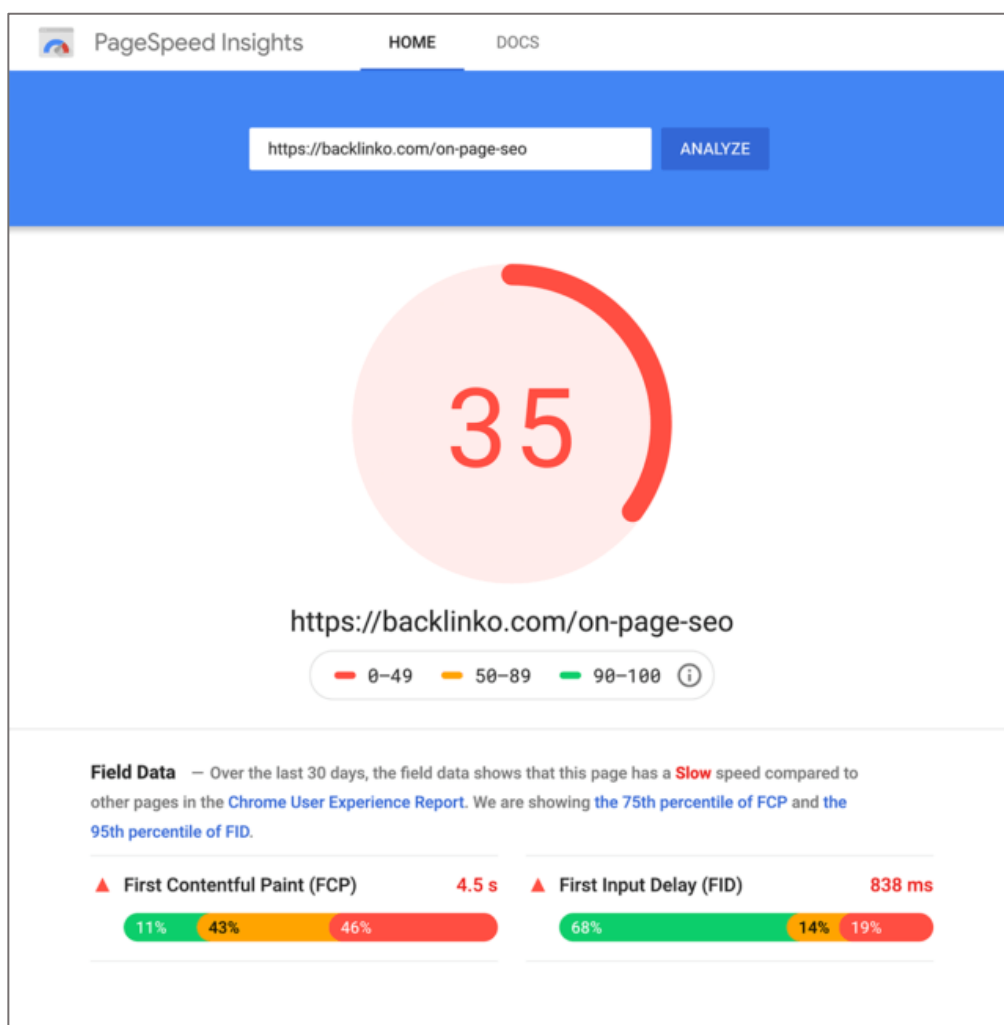 PageSpeed Insights HOME DOCS
https://backlinko.com/on-page-seo ANALYZE
35
https://backlinko.com/on-page-seo
0–49 50–89 90–100
Field Data — Over the last 30 days, the field data shows that this page has a Slow speed compared to
other pages in the Chrome User Experience Report. We are showing the 75th percentile of FCP and the
95th percentile of FID.
First Contentful Paint (FCP) 4.5 s
11% 43% 46%
First Input Delay (FID) 838 ms
68% 14% 19%